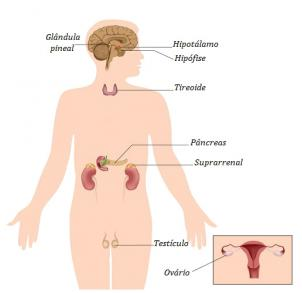 Glândula
pineal
Hipotálamo
Hipófise
Tireoide
Pâncreas
Suprarrenal
Testículo
Ovário